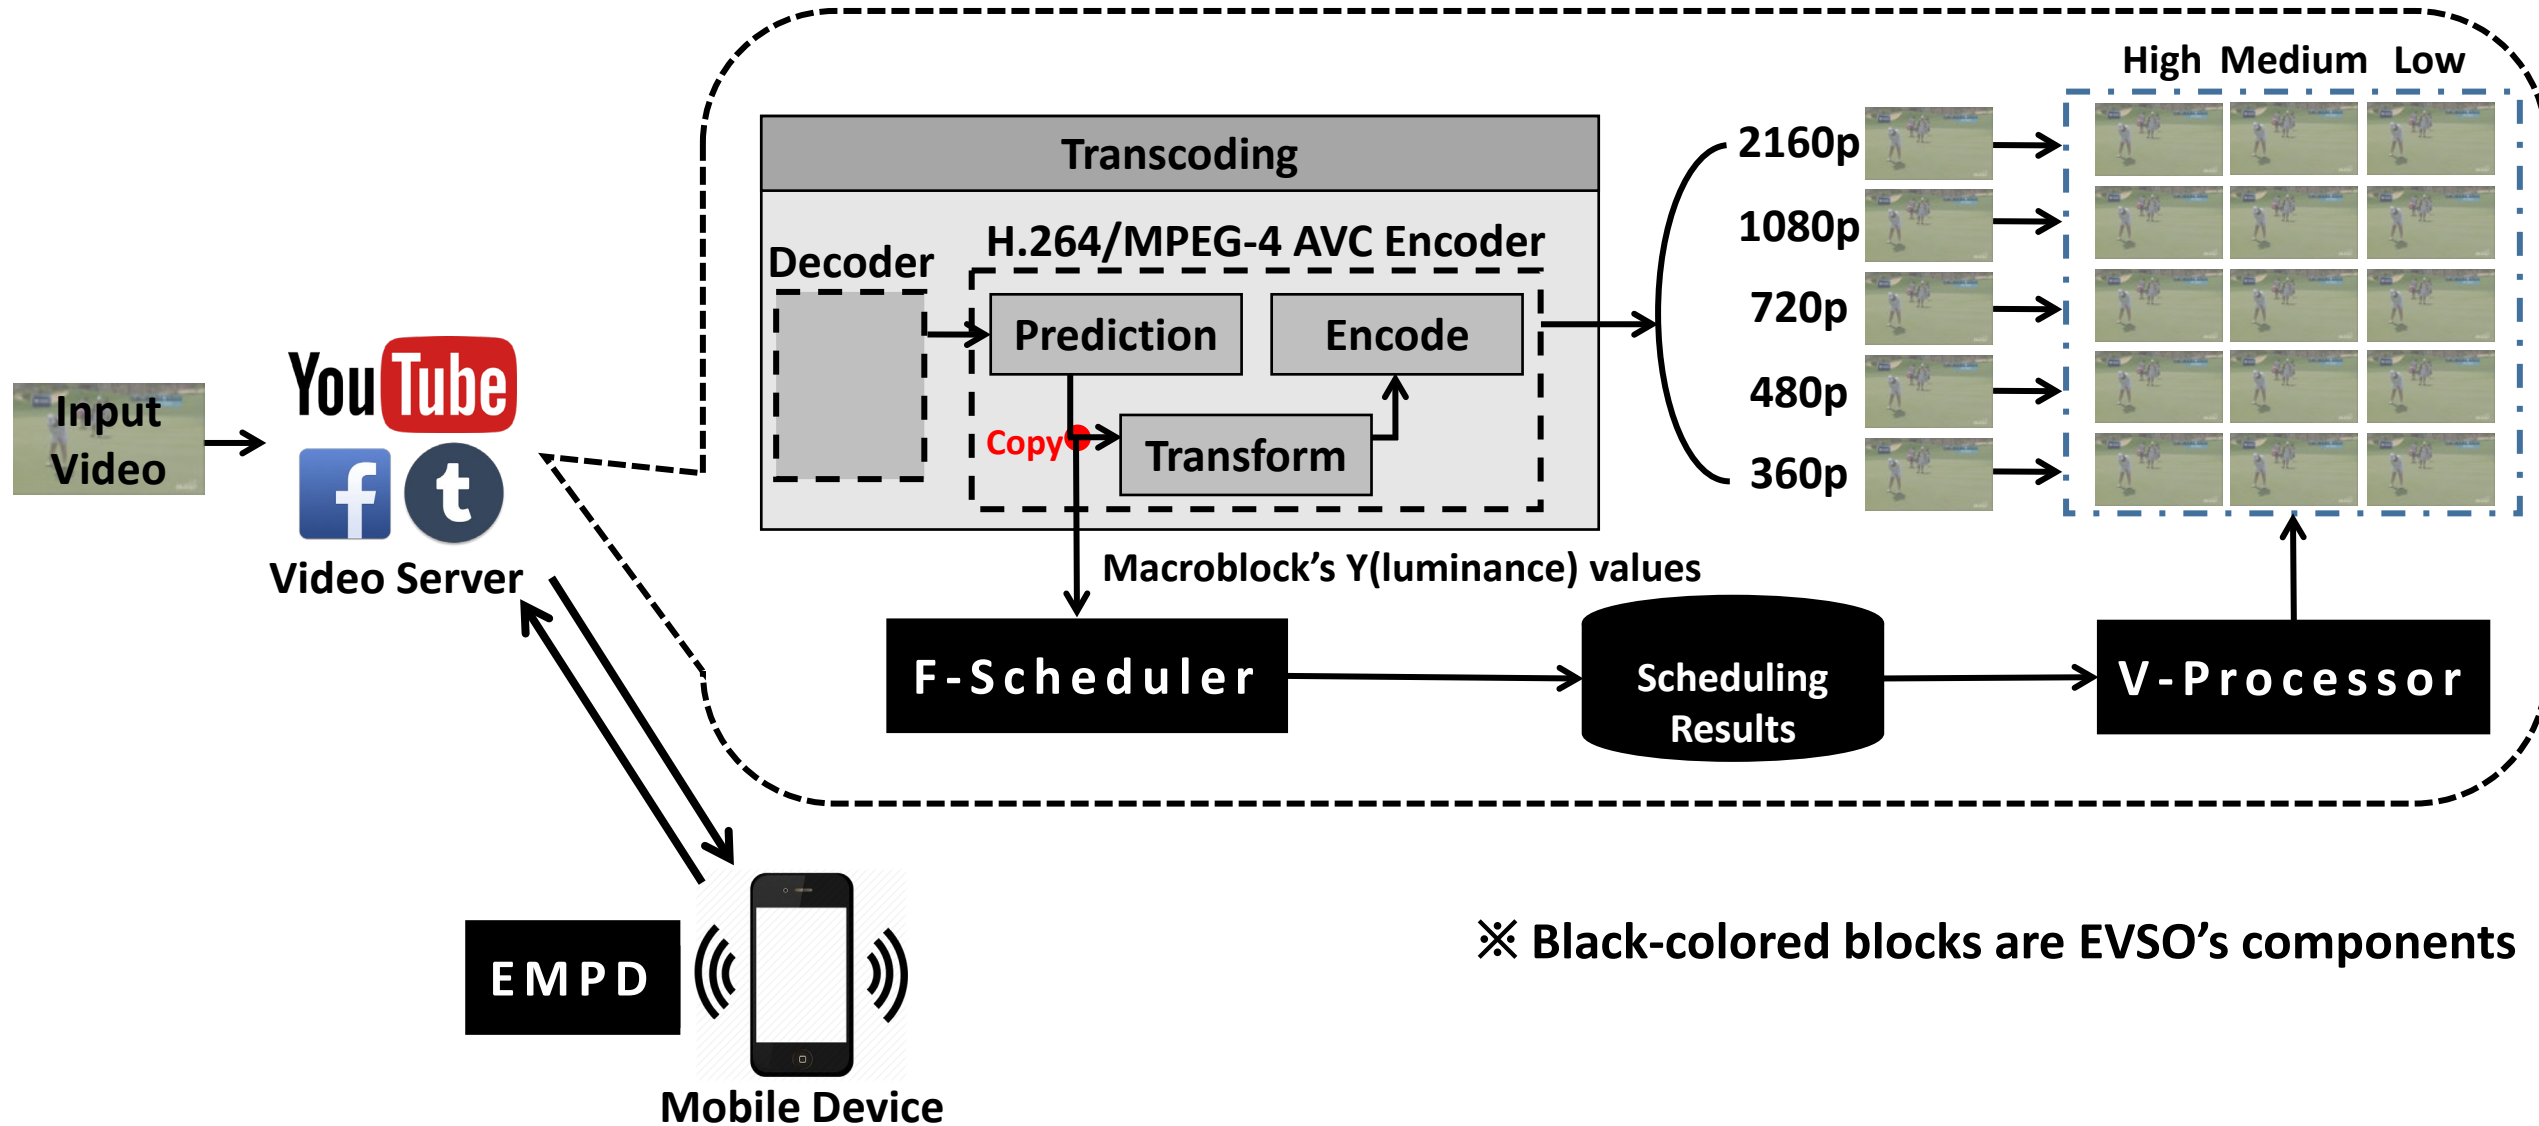 High Medium Low
Transcoding
2160p
1080p
720p
480p
360p
H.264/MPEG-4 AVC Encoder
Decoder
Prediction
Encode
Copy
Transform
YouTube
Input
Video
f
t
Video Server
Macroblock's Y(luminance) values
F-Scheduler
Scheduling
Results
V-Processor
EMPD
※ Black-colored blocks are EVSO's components
Mobile Device